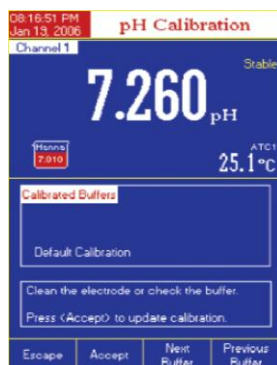 08:16:51 PM
Jan 19, 2006
pH Calibration
Channel 1
Stable
7.260 pH
Hanna
7.010
ATC1
25.1°C
Calibrated Buffers
Default Calibration
Clean the electrode or check the buffer.
Press <Accept> to update calibration.
Escape
Accept
Next
Buffer
Previous
Buffer